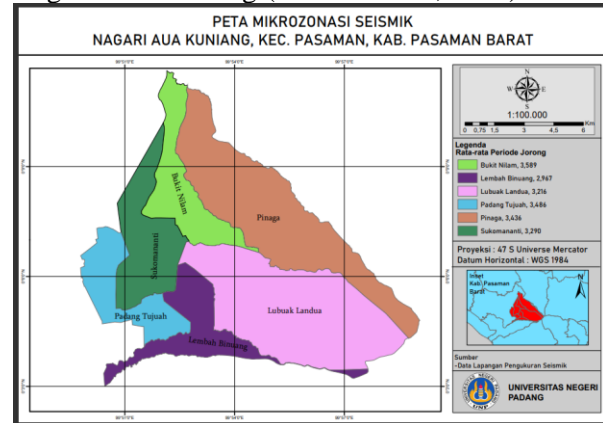 PETA MIKROZONASI SEISMIK
NAGARI AUA KUNIANG, KEC. PASAMAN, KAB. PASAMAN BARAT
N
W E
S
1:100.000
0 0,75 1,5 3 4,5 6 Km
Legenda
Rata-rata Periode Jorong
Bukit Nilam, 3,589
Lembah Binuang, 2,967
Lubuak Landua, 3,216
Padang Tujuah, 3,486
Pinaga, 3,436
Sukomananti, 3,290
Proyeksi : 47 S Universe Mercator
Datum Horizontal : WGS 1984
Inset
Kab. Pasaman
Barat
N
Sumber
-Data Lapangan Pengukuran Seismik
UNIVERSITAS NEGERI
PADANG
Bukit Nilam
Pinaga
Sukomananti
Padang Tujuah
Lubuak Landua
Lembah Binuang